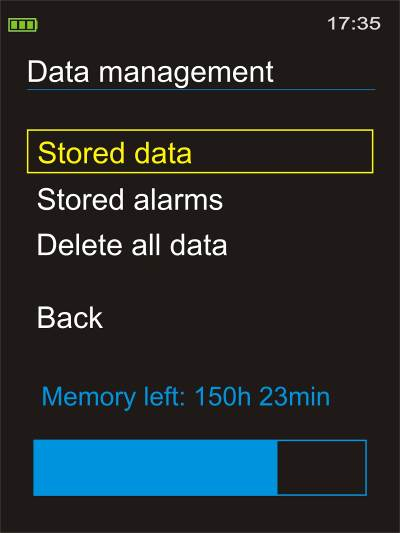 17:35
Data management
Stored data
Stored alarms
Delete all data
Back
Memory left: 150h 23min